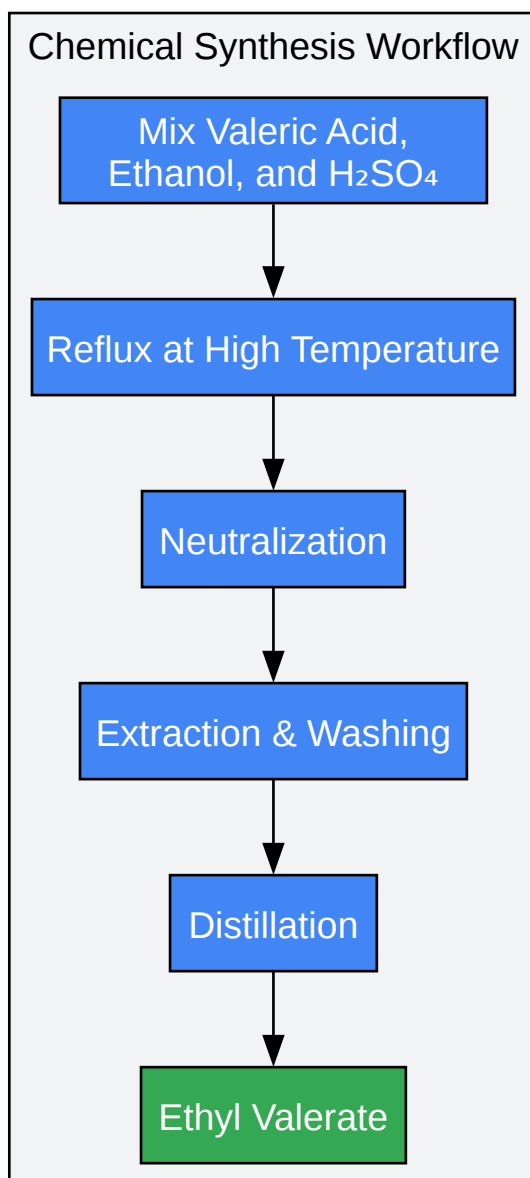 Chemical Synthesis Workflow
Mix Valeric Acid,
Ethanol, and H₂SO₄
Reflux at High Temperature
Neutralization
Extraction & Washing
Distillation
Ethyl Valerate